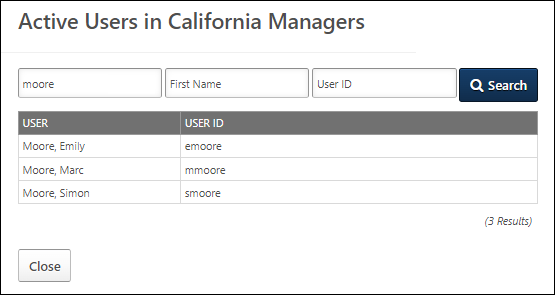 Active Users in California Managers
moore First Name User ID Search
USER USER ID
Moore, Emily emoore
Moore, Marc mmoore
Moore, Simon smoore
(3 Results)
Close